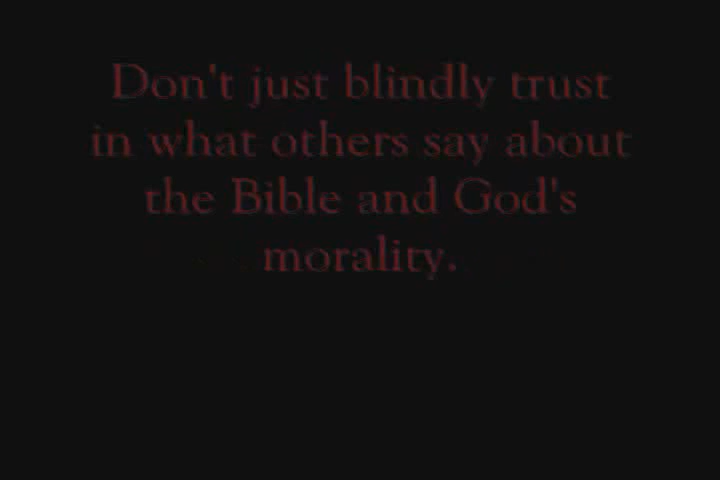 Don't just blindly trust
in what others say about
the Bible and God's
morality.